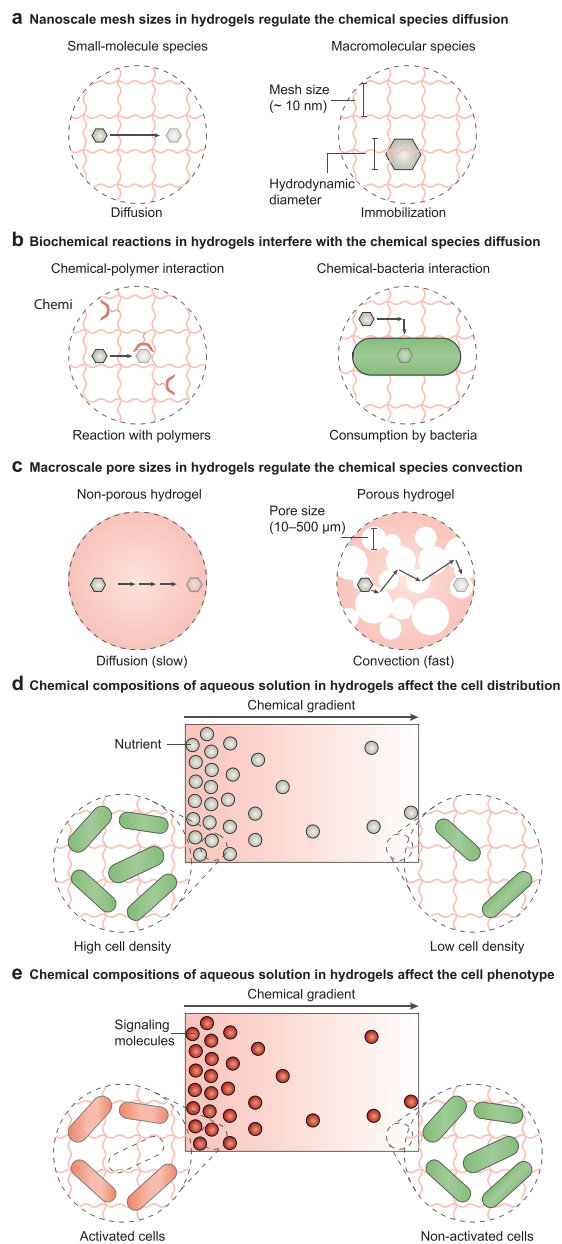 a Nanoscale mesh sizes in hydrogels regulate the chemical species diffusion
Small-molecule species
Macromolecular species
Mesh size
(~ 10 nm)
Hydrodynamic
diameter
Diffusion
Immobilization
b Biochemical reactions in hydrogels interfere with the chemical species diffusion
Chemical-polymer interaction
Chemical-bacteria interaction
Chemi
Reaction with polymers
Consumption by bacteria
c Macroscale pore sizes in hydrogels regulate the chemical species convection
Non-porous hydrogel
Porous hydrogel
Pore size
(10–500 µm)
Diffusion (slow)
Convection (fast)
d Chemical compositions of aqueous solution in hydrogels affect the cell distribution
Chemical gradient
Nutrient
High cell density
Low cell density
e Chemical compositions of aqueous solution in hydrogels affect the cell phenotype
Chemical gradient
Signaling
molecules
Activated cells
Non-activated cells